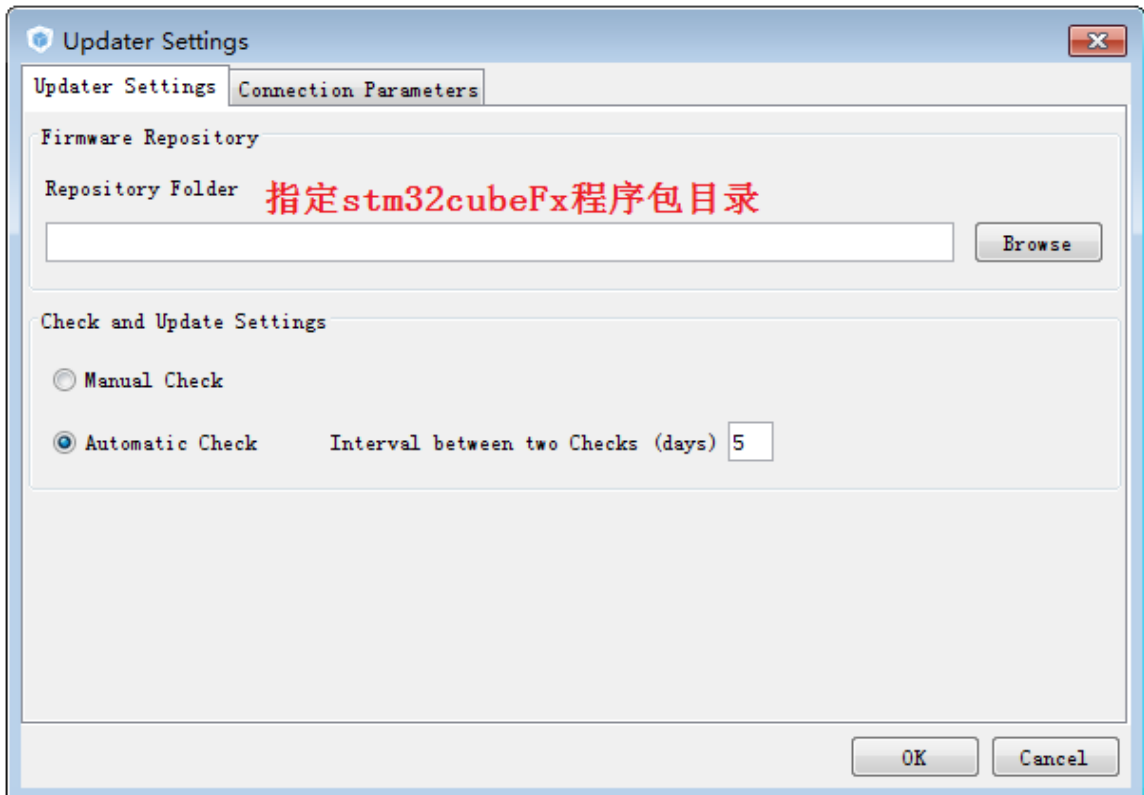 Updater Settings
Updater Settings Connection Parameters
Firmware Repository
Repository Folder 指定stm32cubeFx程序包目录
Browse
Check and Update Settings
Manual Check
Automatic Check Interval between two Checks (days) 5
OK Cancel